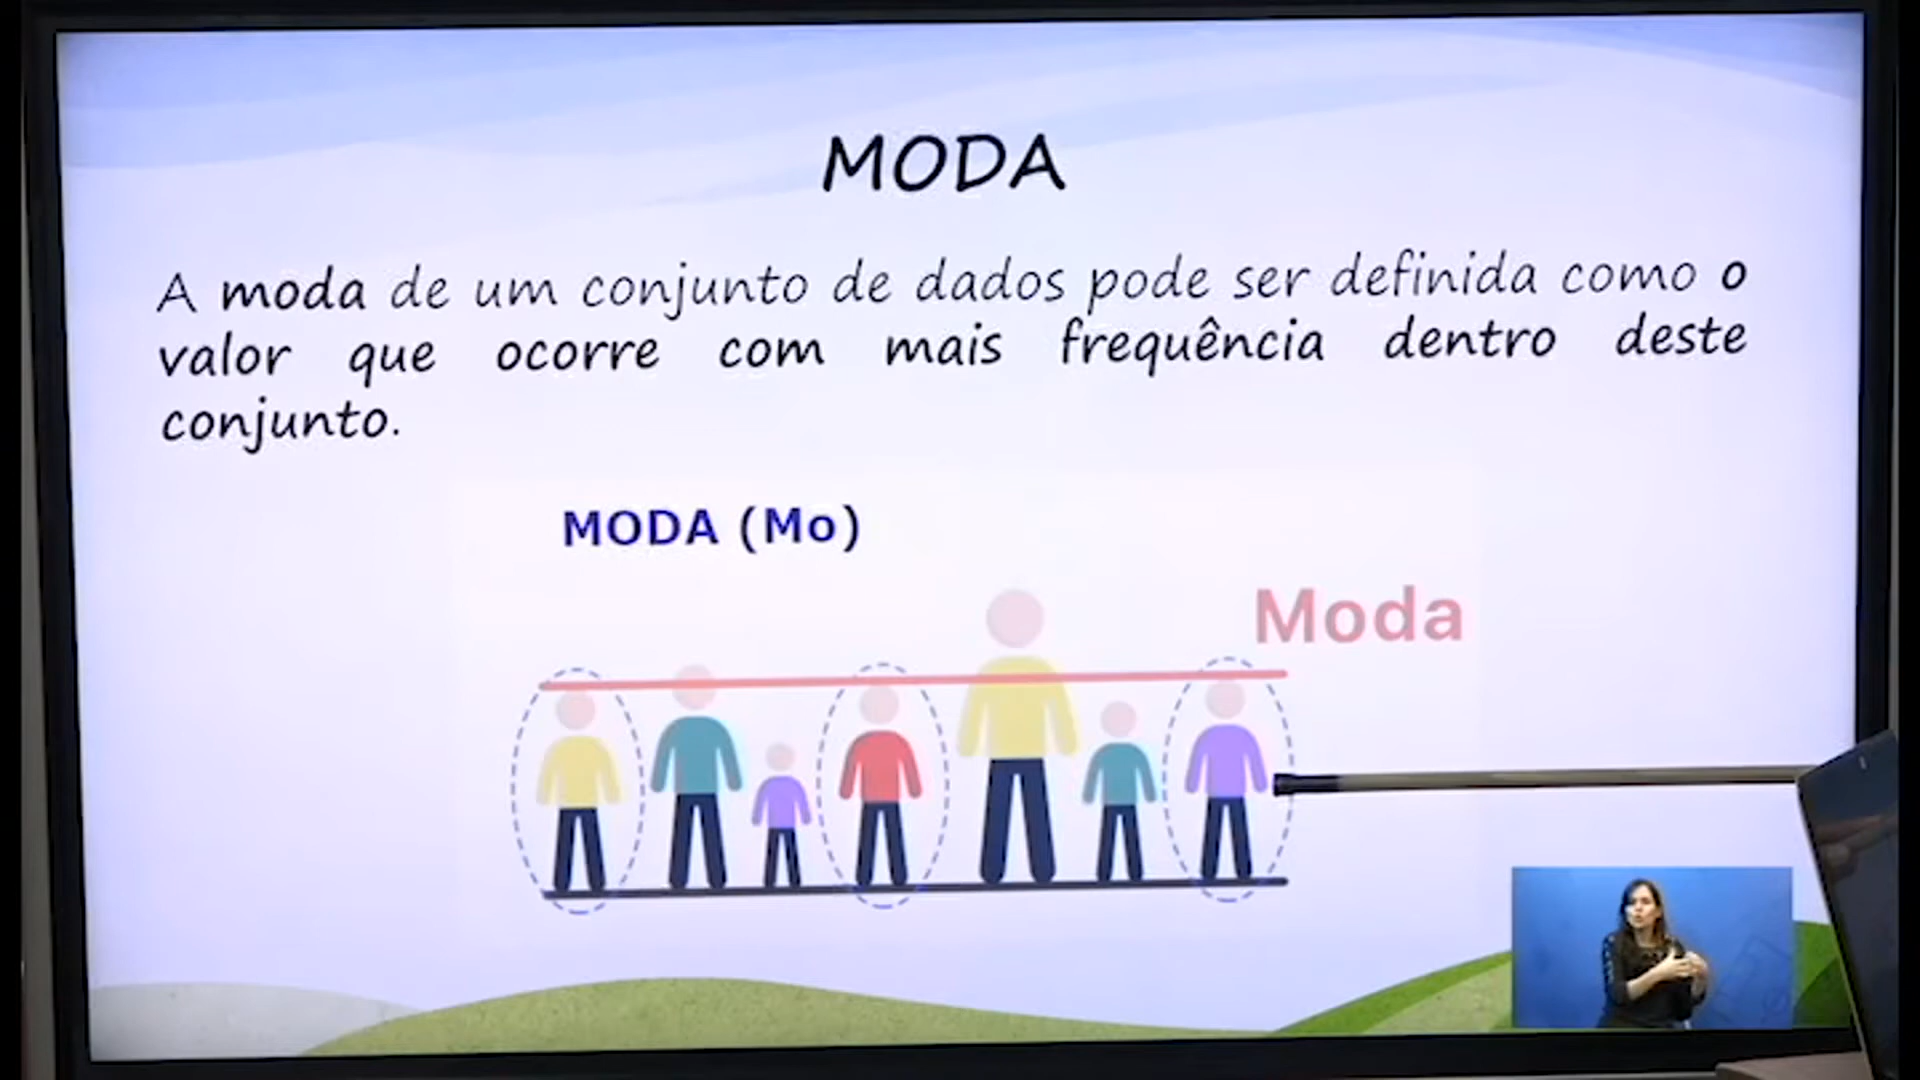 MODA
A moda de um conjunto de dados pode ser definida como o
valor que ocorre com mais frequência dentro deste
conjunto.
MODA (Mo)
Moda